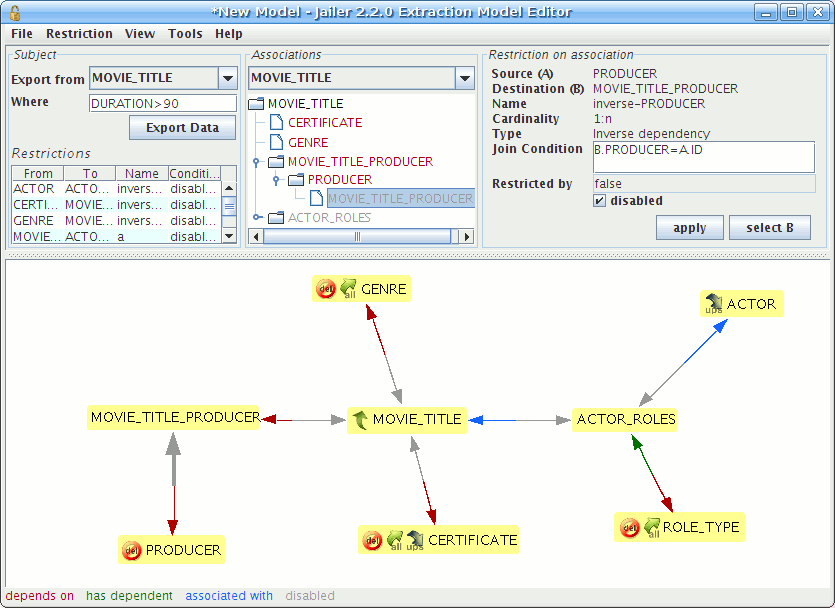 *New Model - Jailer 2.2.0 Extraction Model Editor
File Restriction View Tools Help
Subject
Export from MOVIE_TITLE
Where DURATION>90
Export Data
Restrictions
From To Name Conditi...
ACTOR ACTO... invers... disabl...
CERTI... MOVIE... invers... disabl...
GENRE MOVIE... invers... disabl...
MOVIE... ACTO... a disabl...
Associations
MOVIE_TITLE
MOVIE_TITLE
CERTIFICATE
GENRE
MOVIE_TITLE_PRODUCER
PRODUCER
MOVIE_TITLE_PRODUCER
ACTOR_ROLES
Restriction on association
Source (A) PRODUCER
Destination (B) MOVIE_TITLE_PRODUCER
Name inverse-PRODUCER
Cardinality 1:n
Type Inverse dependency
Join Condition B.PRODUCER=A.ID
Restricted by false
disabled
apply select B
del all GENRE
ups ACTOR
MOVIE_TITLE_PRODUCER
MOVIE_TITLE
ACTOR_ROLES
del PRODUCER
del all ups CERTIFICATE
del all ROLE_TYPE
depends on has dependent associated with disabled